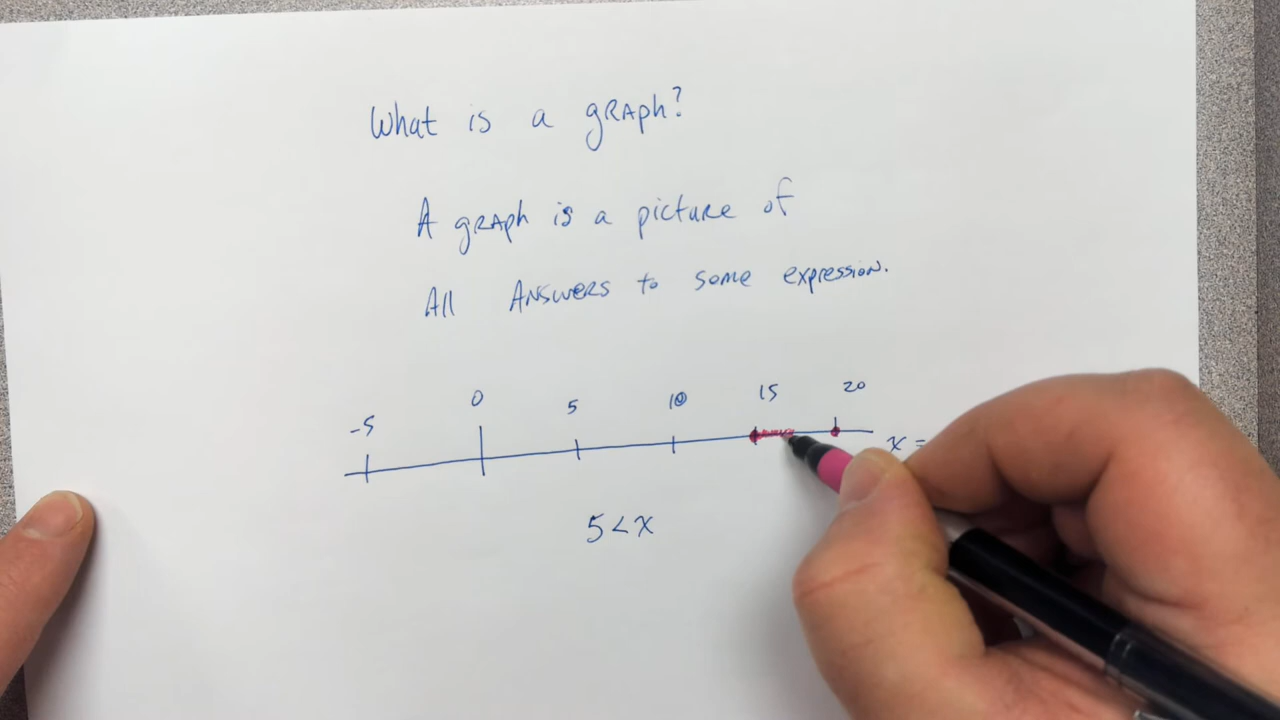 What is a graph?
A graph is a picture of
All Answers to some expression.
-5 0 5 10 15 20
x =
5 < x